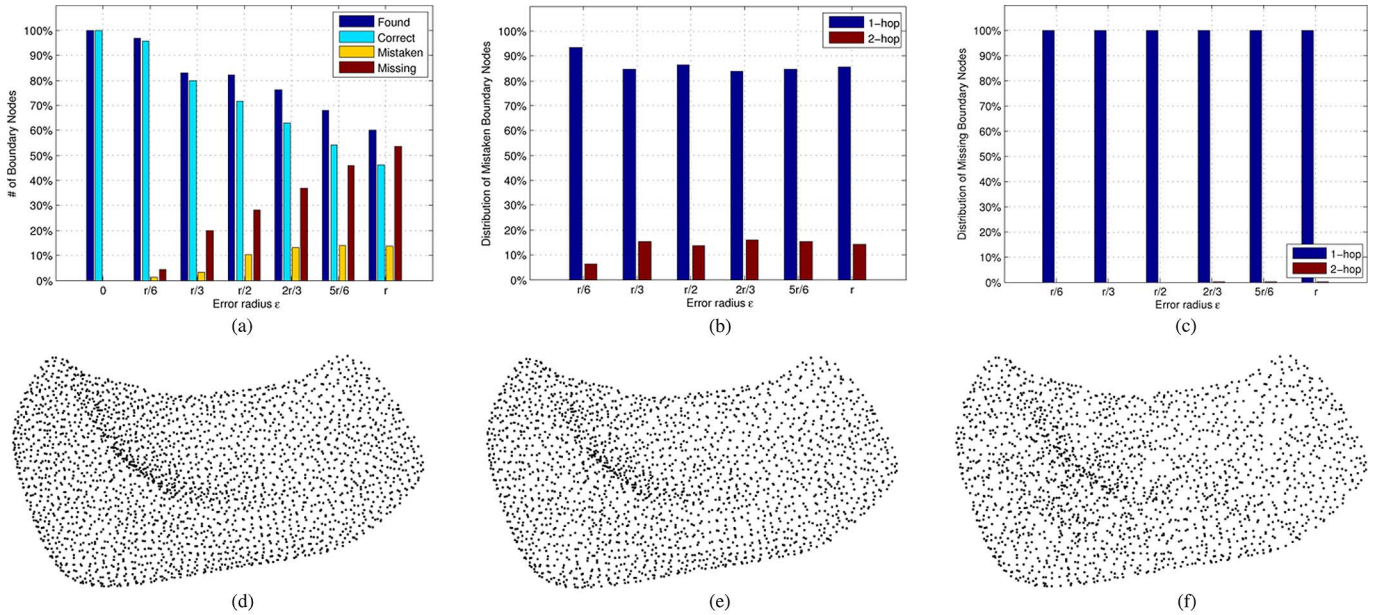 100%
90%
80%
70%
60%
50%
40%
30%
20%
10%
0%
# of Boundary Nodes
Found
Correct
Mistaken
Missing
0 r/6 r/3 r/2 2r/3 5r/6 r
Error radius ε
(a)
100%
90%
80%
70%
60%
50%
40%
30%
20%
10%
0%
Distribution of Mistaken Boundary Nodes
1-hop
2-hop
r/6 r/3 r/2 2r/3 5r/6 r
Error radius ε
(b)
100%
90%
80%
70%
60%
50%
40%
30%
20%
10%
0%
Distribution of Missing Boundary Nodes
1-hop
2-hop
r/6 r/3 r/2 2r/3 5r/6 r
Error radius ε
(c)
(d)
(e)
(f)